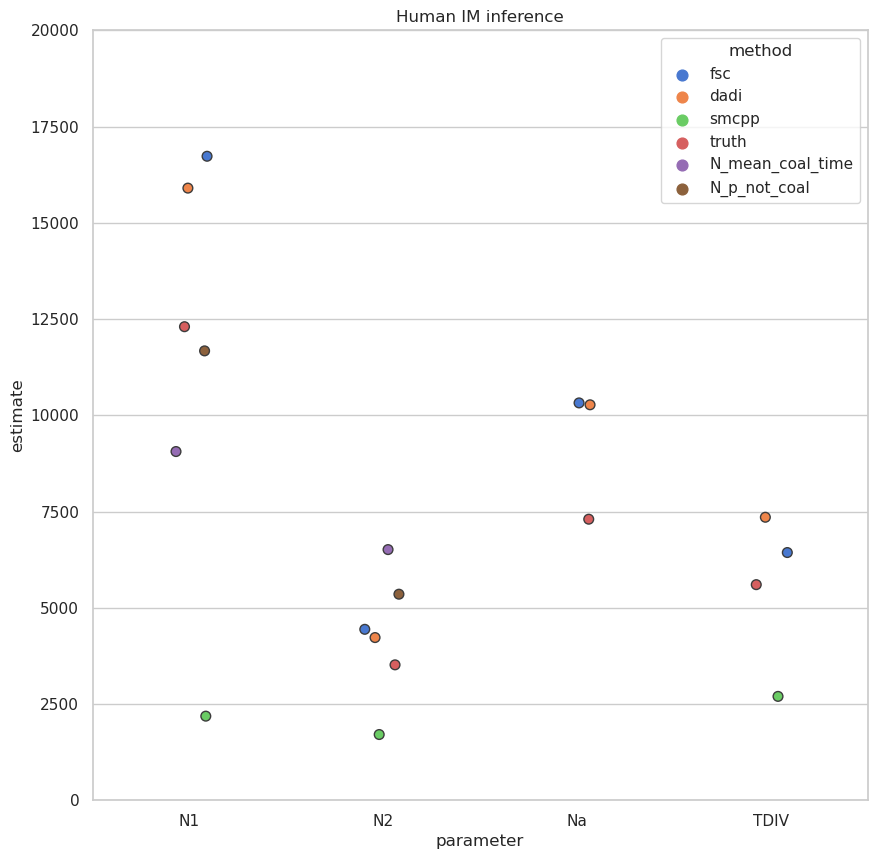 Human IM inference
20000
17500
15000
12500
10000
7500
5000
2500
0
estimate
method
fsc
dadi
smcpp
truth
N_mean_coal_time
N_p_not_coal
N1 N2 Na TDIV
parameter